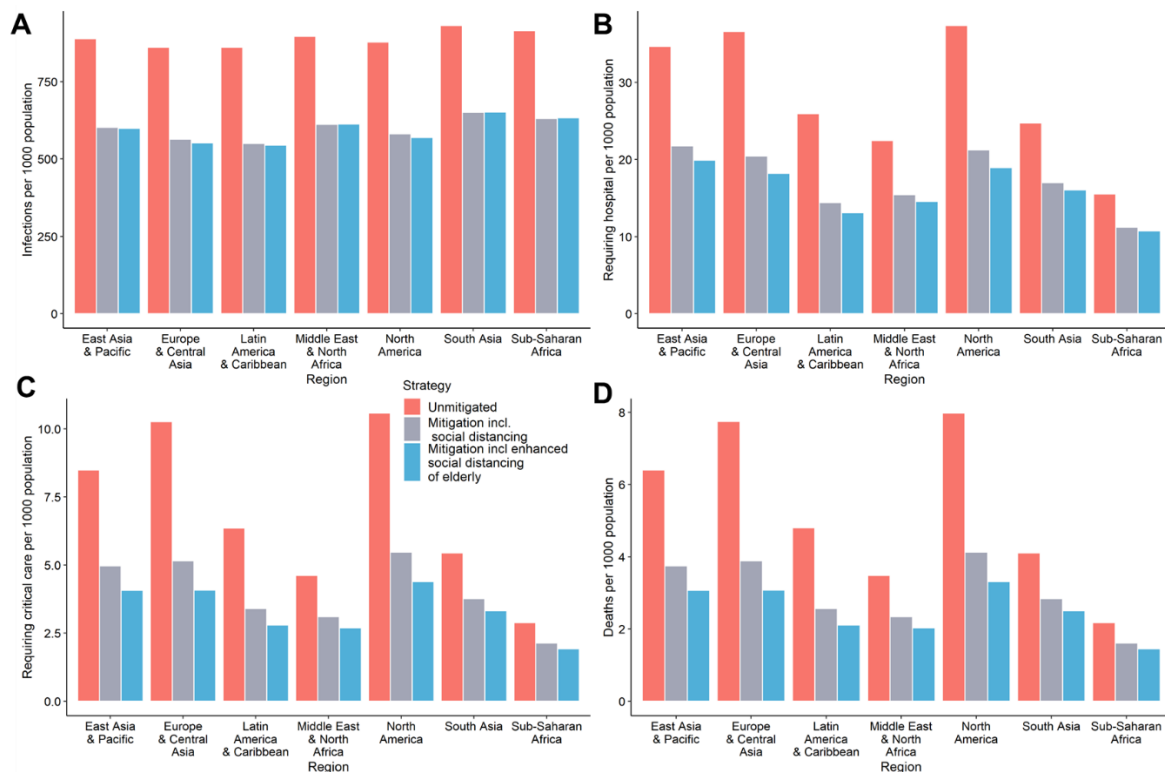 A
Infections per 1000 population
750
500
250
0
East Asia
& Pacific
Europe
& Central
Asia
Latin
America
& Caribbean
Middle East
& North
Africa
North
America
South Asia
Sub-Saharan
Africa
Region
B
Requiring hospital per 1000 population
30
20
10
0
East Asia
& Pacific
Europe
& Central
Asia
Latin
America
& Caribbean
Middle East
& North
Africa
North
America
South Asia
Sub-Saharan
Africa
Region
C
Strategy
Unmitigated
Mitigation incl.
social distancing
Mitigation incl enhanced
social distancing
of elderly
Requiring critical care per 1000 population
10.0
7.5
5.0
2.5
0.0
East Asia
& Pacific
Europe
& Central
Asia
Latin
America
& Caribbean
Middle East
& North
Africa
North
America
South Asia
Sub-Saharan
Africa
Region
D
Deaths per 1000 population
8
6
4
2
0
East Asia
& Pacific
Europe
& Central
Asia
Latin
America
& Caribbean
Middle East
& North
Africa
North
America
South Asia
Sub-Saharan
Africa
Region